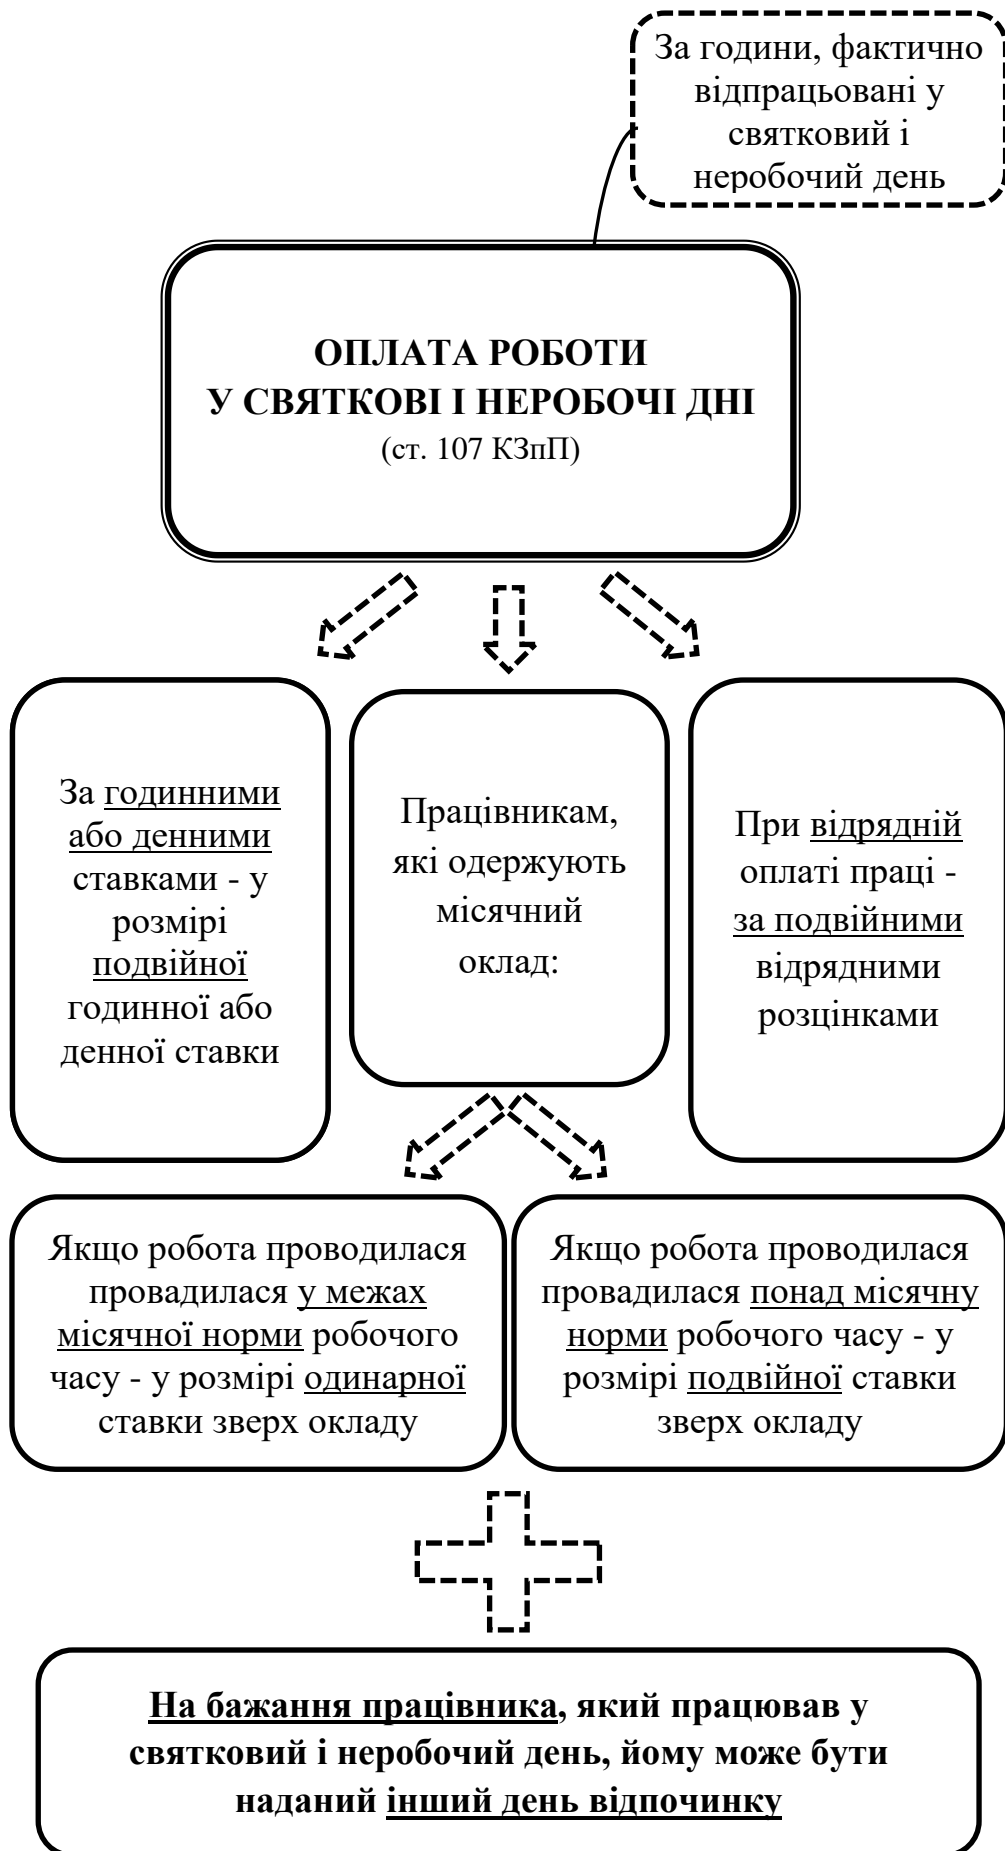 За години, фактично
відпрацьовані у
святковий і
неробочий день
ОПЛАТА РОБОТИ
У СВЯТКОВІ І НЕРОБОЧІ ДНІ
(ст. 107 КЗпП)
За годинними
або денними
ставками - у
розмірі
подвійної
годинної або
денної ставки
Працівникам,
які одержують
місячний
оклад:
При відрядній
оплаті праці -
за подвійними
відрядними
розцінками
Якщо робота проводилася
провадилася у межах
місячної норми робочого
часу - у розмірі одинарної
ставки зверх окладу
Якщо робота проводилася
провадилася понад місячну
норми робочого часу - у
розмірі подвійної ставки
зверх окладу
На бажання працівника, який працював у
святковий і неробочий день, йому може бути
наданий інший день відпочинку